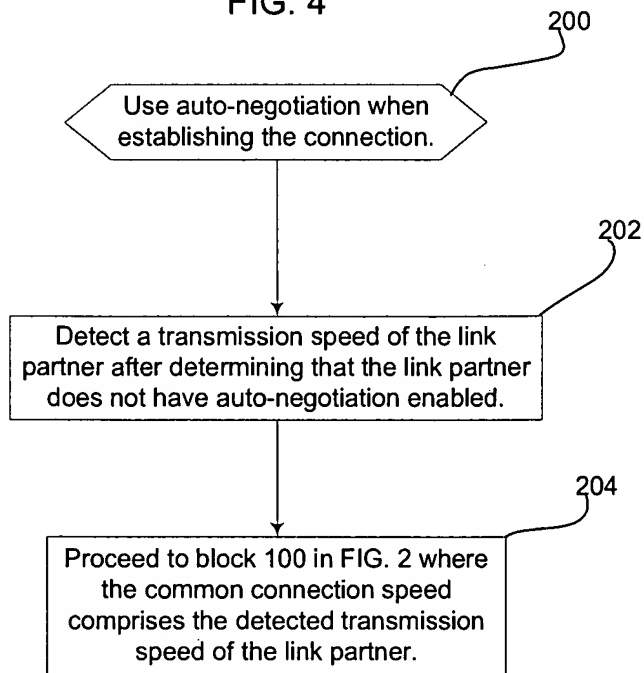 FIG. 4
200
Use auto-negotiation when
establishing the connection.
202
Detect a transmission speed of the link
partner after determining that the link partner
does not have auto-negotiation enabled.
204
Proceed to block 100 in FIG. 2 where
the common connection speed
comprises the detected transmission
speed of the link partner.